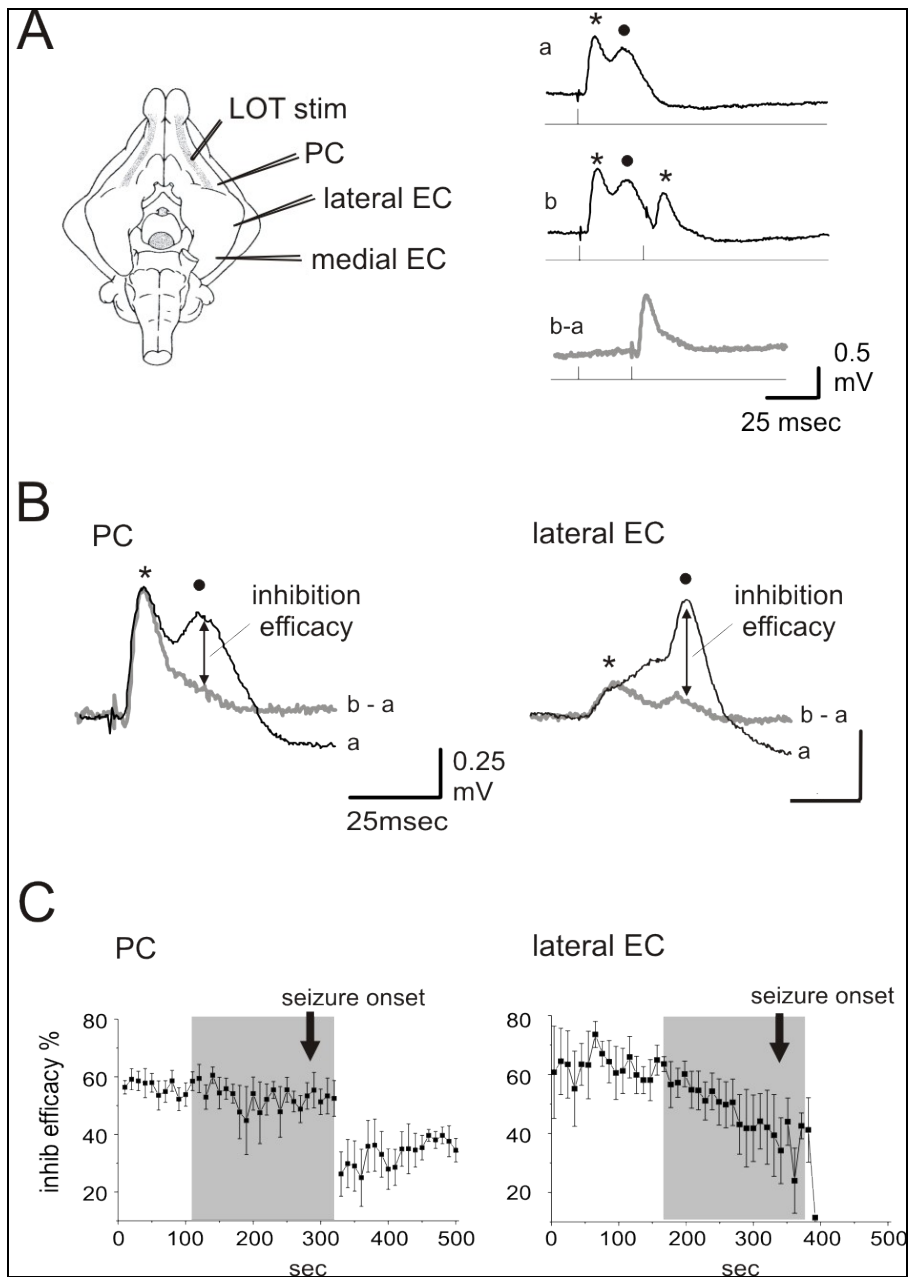 A
LOT stim
PC
lateral EC
medial EC
a
* ●
b
* ● *
b-a
0.5
mV
25 msec
B
PC
* ●
inhibition
efficacy
b - a
a
0.25
mV
25msec
lateral EC
* ●
inhibition
efficacy
b - a
a
C
PC
seizure onset
inhib efficacy %
80
60
40
20
0 100 200 300 400 500
sec
lateral EC
seizure onset
80
60
40
20
0 100 200 300 400 500
sec